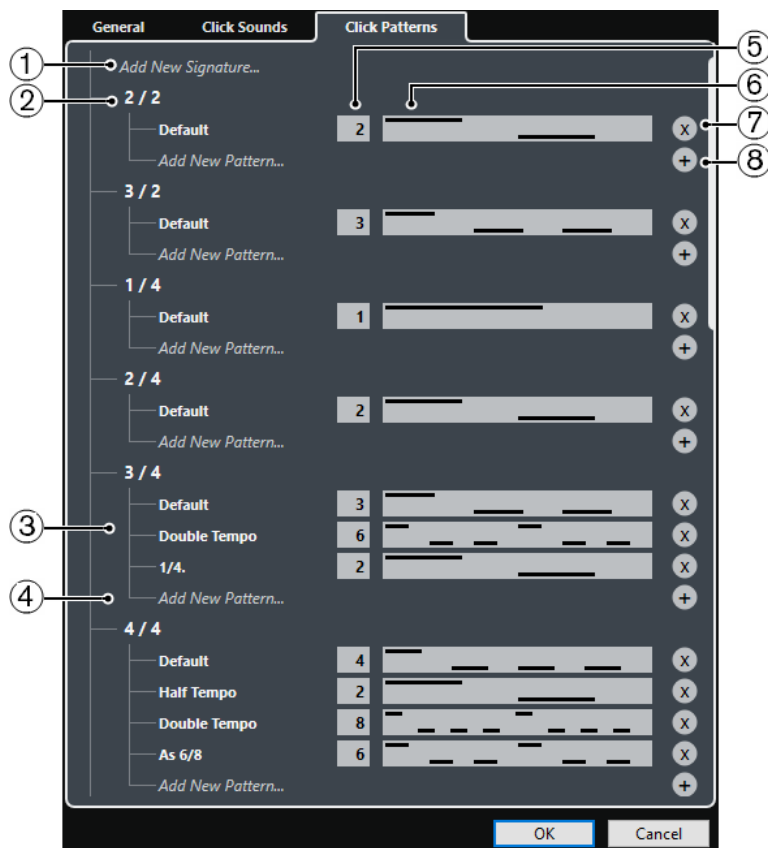 General Click Sounds Click Patterns
1 Add New Signature... 5
2 2 / 2 6
Default 2 X 7
Add New Pattern... + 8
3 / 2
Default 3 X
Add New Pattern... +
1 / 4
Default 1 X
Add New Pattern... +
2 / 4
Default 2 X
Add New Pattern... +
3 / 4
Default 3 X
3 Double Tempo 6 X
1/4. 2 X
4 Add New Pattern... +
4 / 4
Default 4 X
Half Tempo 2 X
Double Tempo 8 X
As 6/8 6 X
Add New Pattern... +
OK Cancel